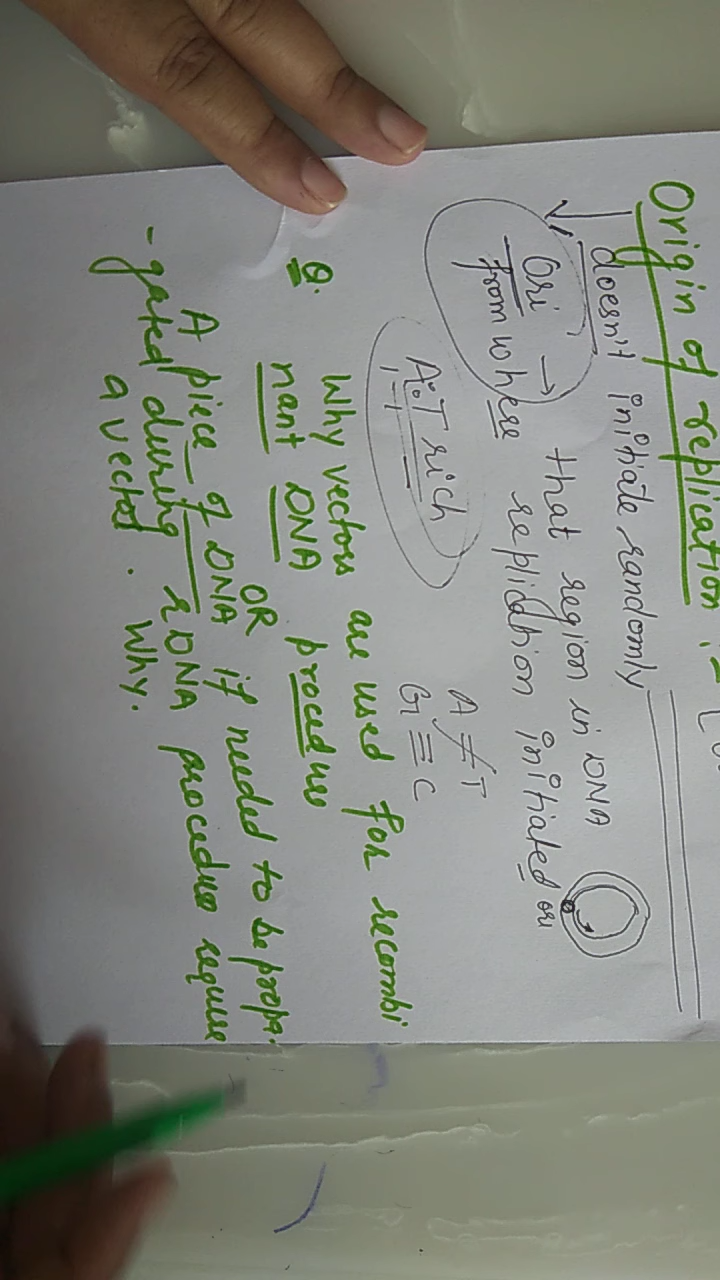 Origin of replication :-
doesn't initiate randomly
Ori → that region in DNA
from where replication initiated ori
A=T rich
A=T
G≡C
Q. Why vectors are used for recombi
nant DNA procedure
OR
A piece of DNA if needed to be propa-
-gated during rDNA procedure require
a vector. Why.